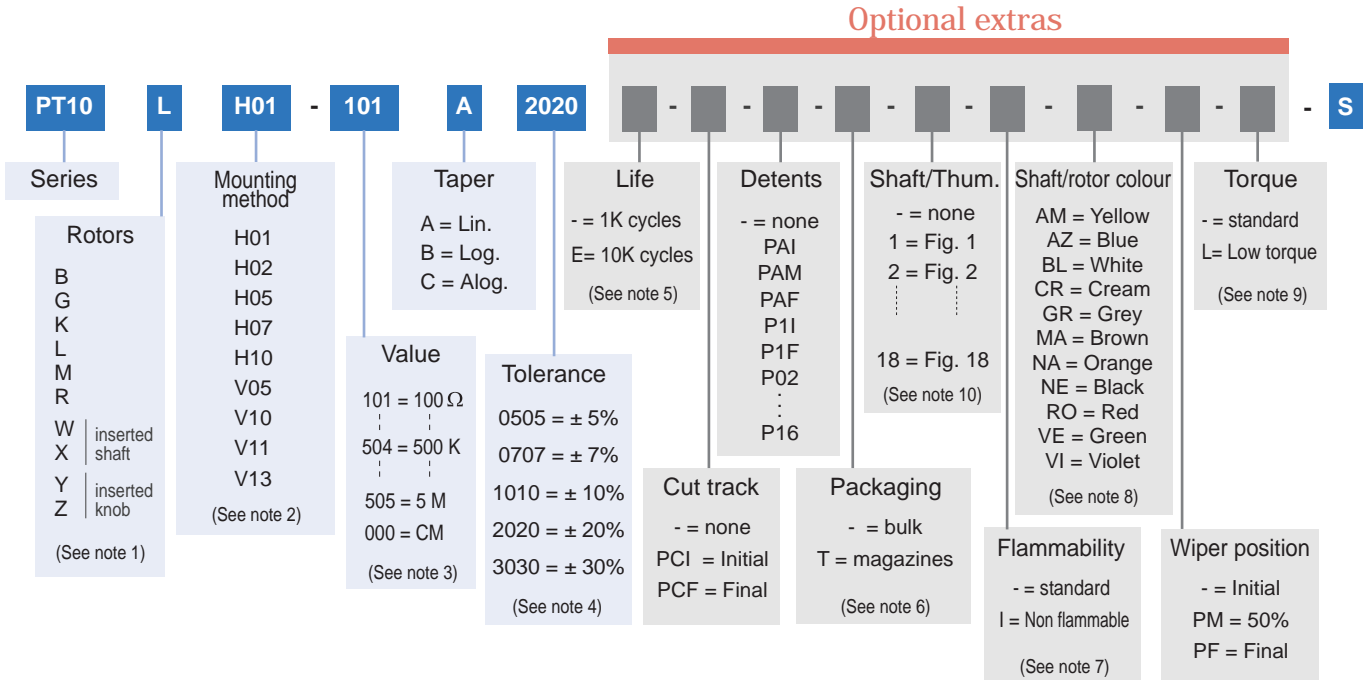 Optional extras
PT10 L H01 - 101 A 2020 - - - - - - - - - S
Series
Rotors
B
G
K
L
M
R
W
X
inserted
shaft
Y
Z
inserted
knob
(See note 1)
Mounting
method
H01
H02
H05
H07
H10
V05
V10
V11
V13
(See note 2)
Value
101 = 100 Ω
504 = 500 K
505 = 5 M
000 = CM
(See note 3)
Taper
A = Lin.
B = Log.
C = Alog.
Tolerance
0505 = ± 5%
0707 = ± 7%
1010 = ± 10%
2020 = ± 20%
3030 = ± 30%
(See note 4)
Life
- = 1K cycles
E= 10K cycles
(See note 5)
Cut track
- = none
PCI = Initial
PCF = Final
Detents
- = none
PAI
PAM
PAF
P1I
P1F
P02
:
:
P16
Packaging
- = bulk
T = magazines
(See note 6)
Shaft/Thum.
- = none
1 = Fig. 1
2 = Fig. 2
18 = Fig. 18
(See note 10)
Flammability
- = standard
I = Non flammable
(See note 7)
Shaft/rotor colour
AM = Yellow
AZ = Blue
BL = White
CR = Cream
GR = Grey
MA = Brown
NA = Orange
NE = Black
RO = Red
VE = Green
VI = Violet
(See note 8)
Wiper position
- = Initial
PM = 50%
PF = Final
Torque
- = standard
L= Low torque
(See note 9)